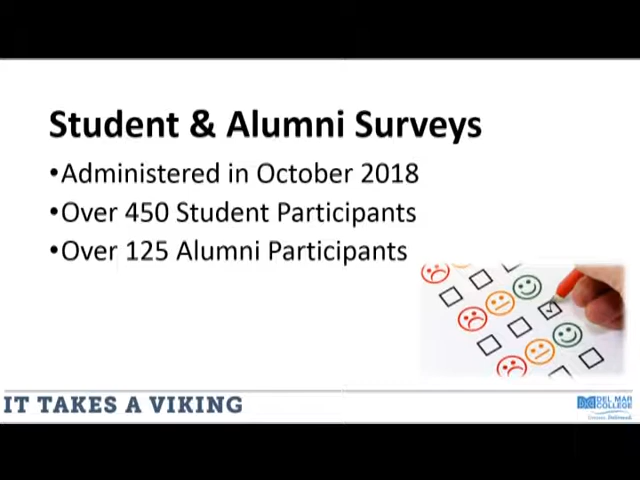 Student & Alumni Surveys
•Administered in October 2018
•Over 450 Student Participants
•Over 125 Alumni Participants
IT TAKES A VIKING
DEL MAR
COLLEGE